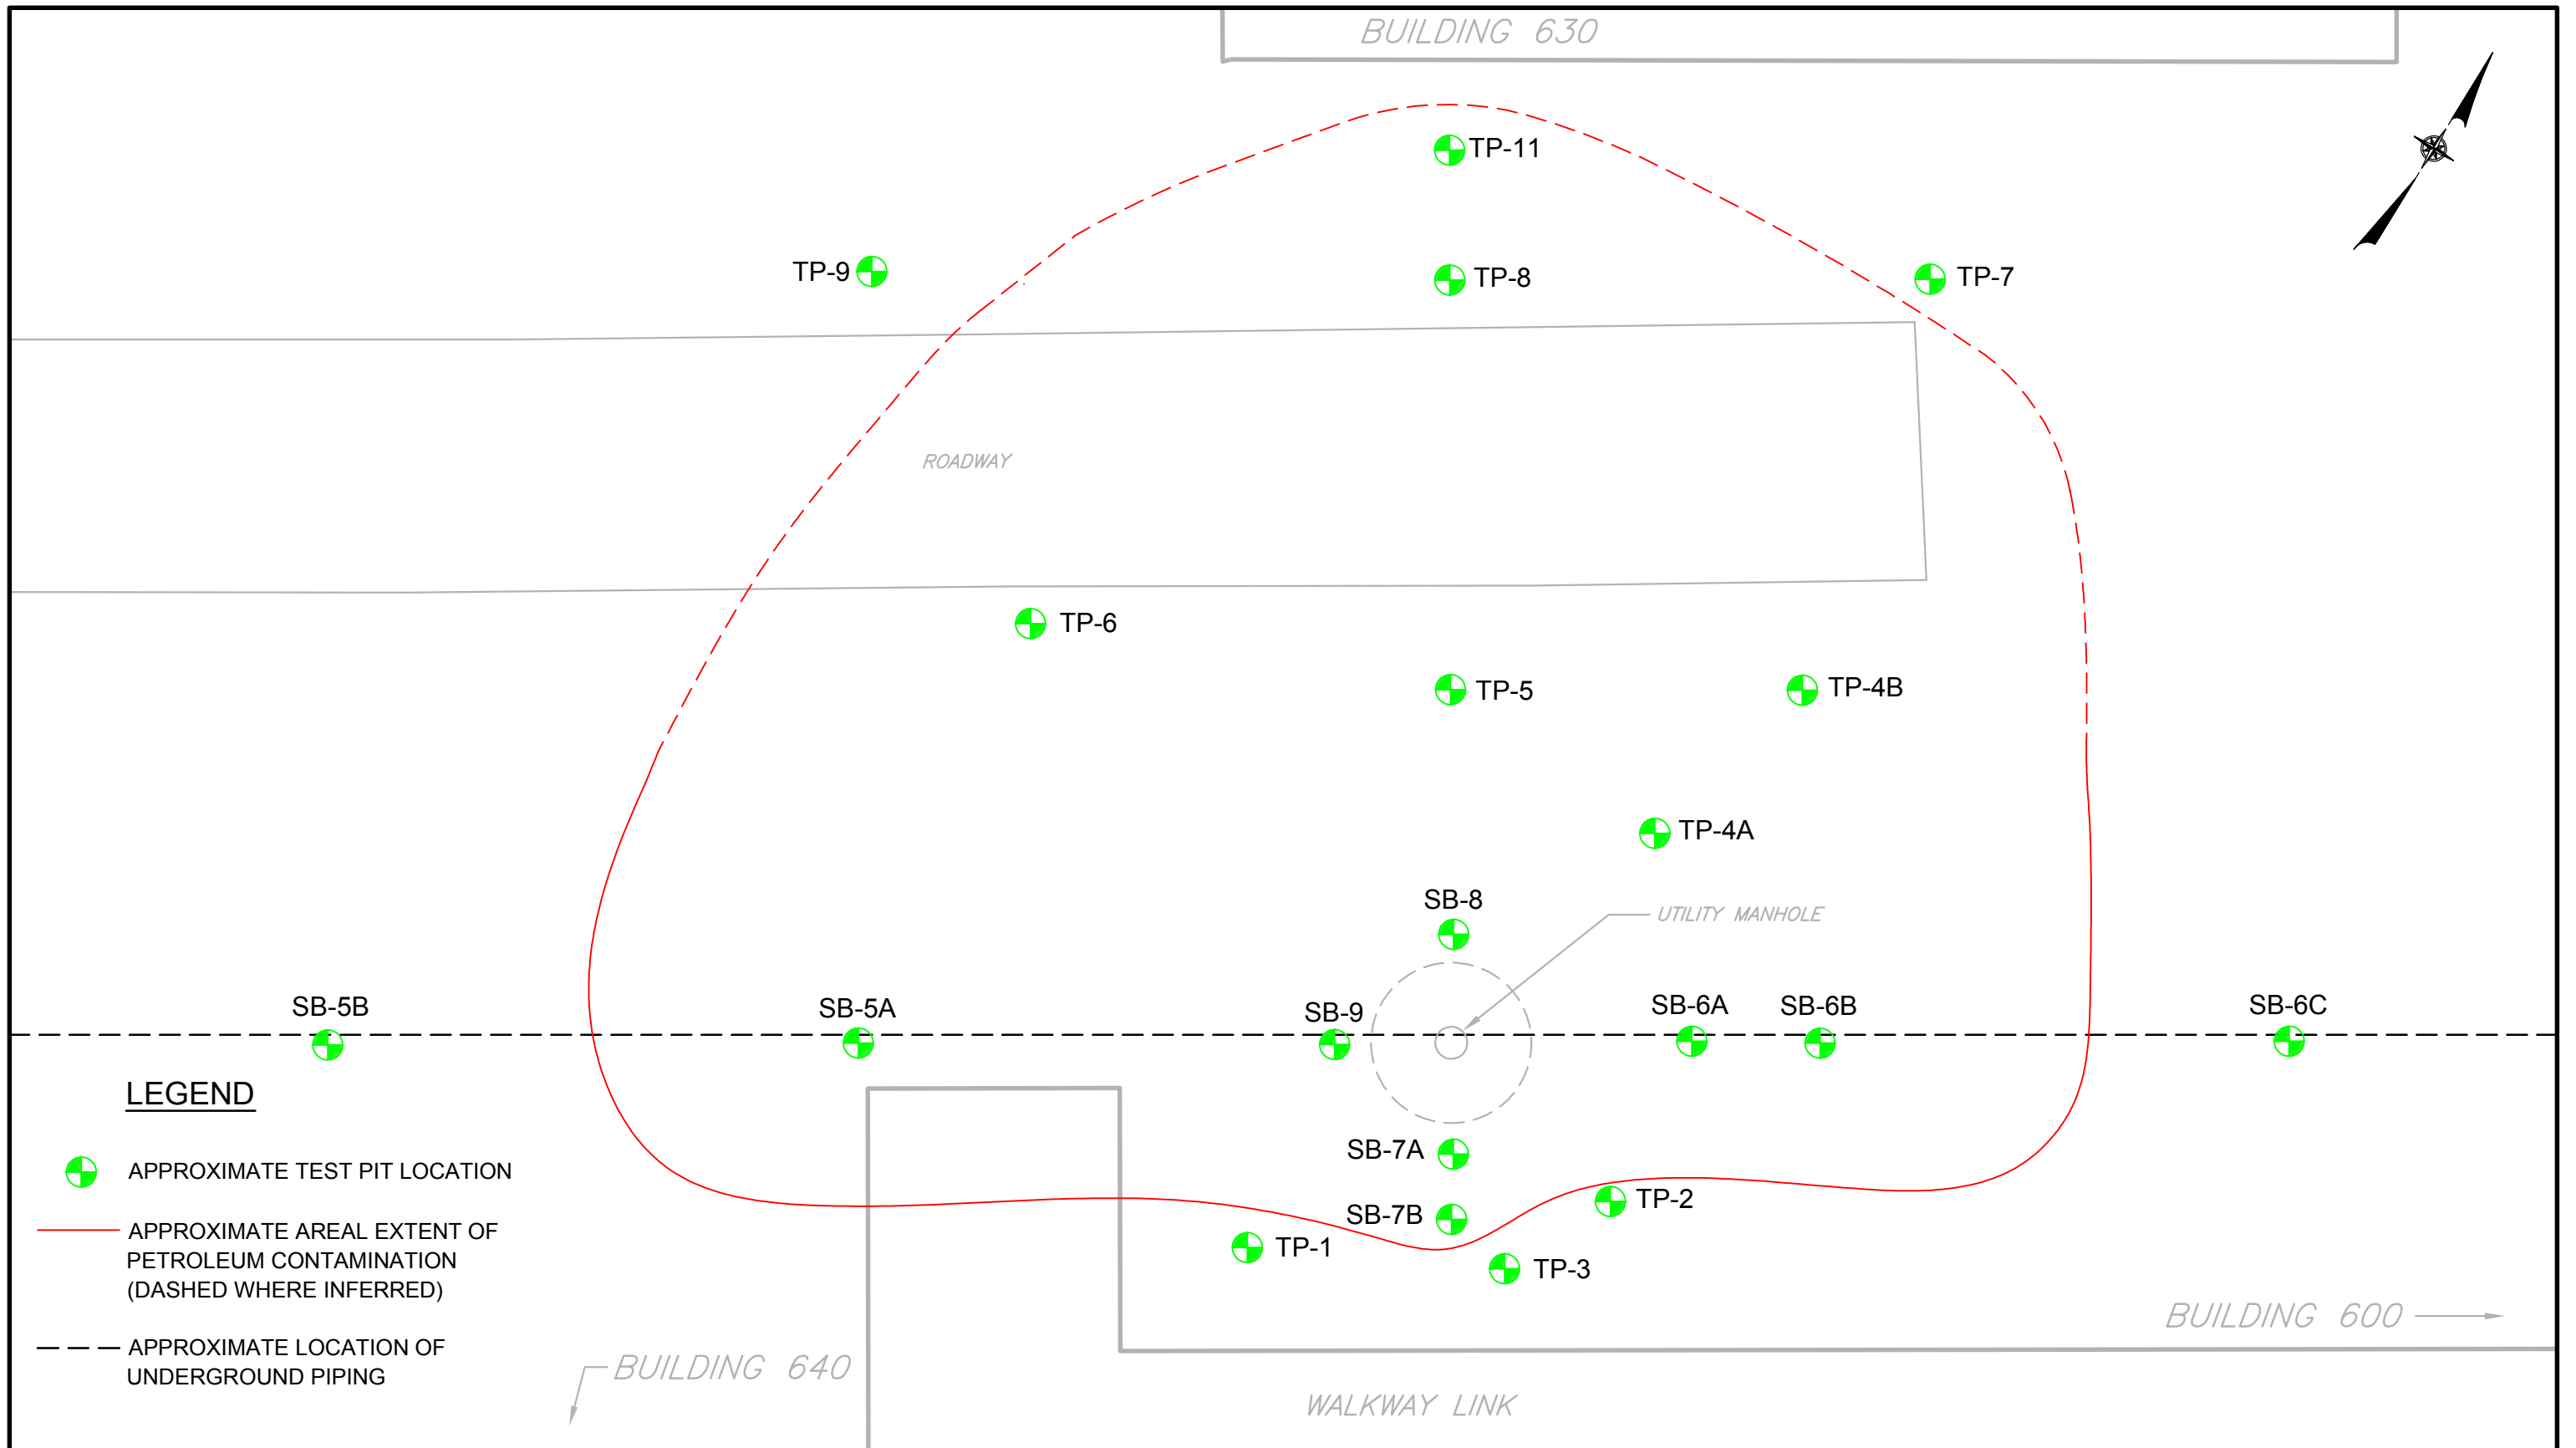 BUILDING 630
TP-11
TP-9
TP-8
TP-7
ROADWAY
TP-6
TP-5
TP-4B
TP-4A
SB-8
UTILITY MANHOLE
SB-5B
SB-5A
SB-9
SB-6A
SB-6B
SB-6C
LEGEND
SB-7A
APPROXIMATE TEST PIT LOCATION
SB-7B
TP-2
TP-1
TP-3
APPROXIMATE AREAL EXTENT OF
PETROLEUM CONTAMINATION
(DASHED WHERE INFERRED)
BUILDING 600
APPROXIMATE LOCATION OF
UNDERGROUND PIPING
BUILDING 640
WALKWAY LINK